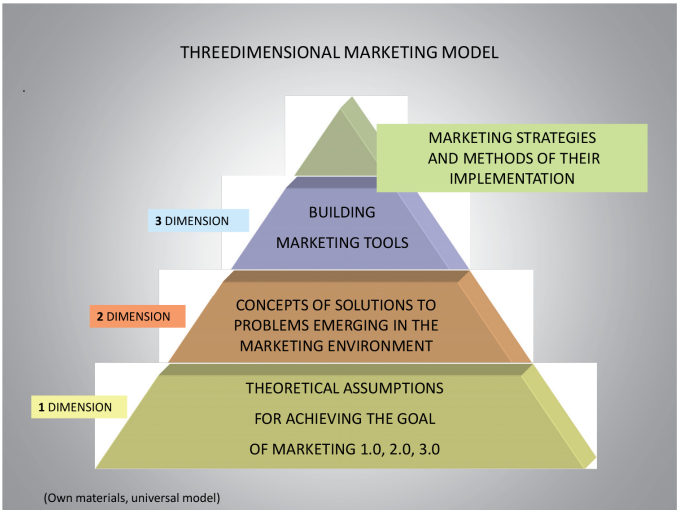 THREEDIMENSIONAL MARKETING MODEL
MARKETING STRATEGIES
AND METHODS OF THEIR
IMPLEMENTATION
3 DIMENSION
BUILDING
MARKETING TOOLS
2 DIMENSION
CONCEPTS OF SOLUTIONS TO
PROBLEMS EMERGING IN THE
MARKETING ENVIRONMENT
1 DIMENSION
THEORETICAL ASSUMPTIONS
FOR ACHIEVING THE GOAL
OF MARKETING 1.0, 2.0, 3.0
(Own materials, universal model)